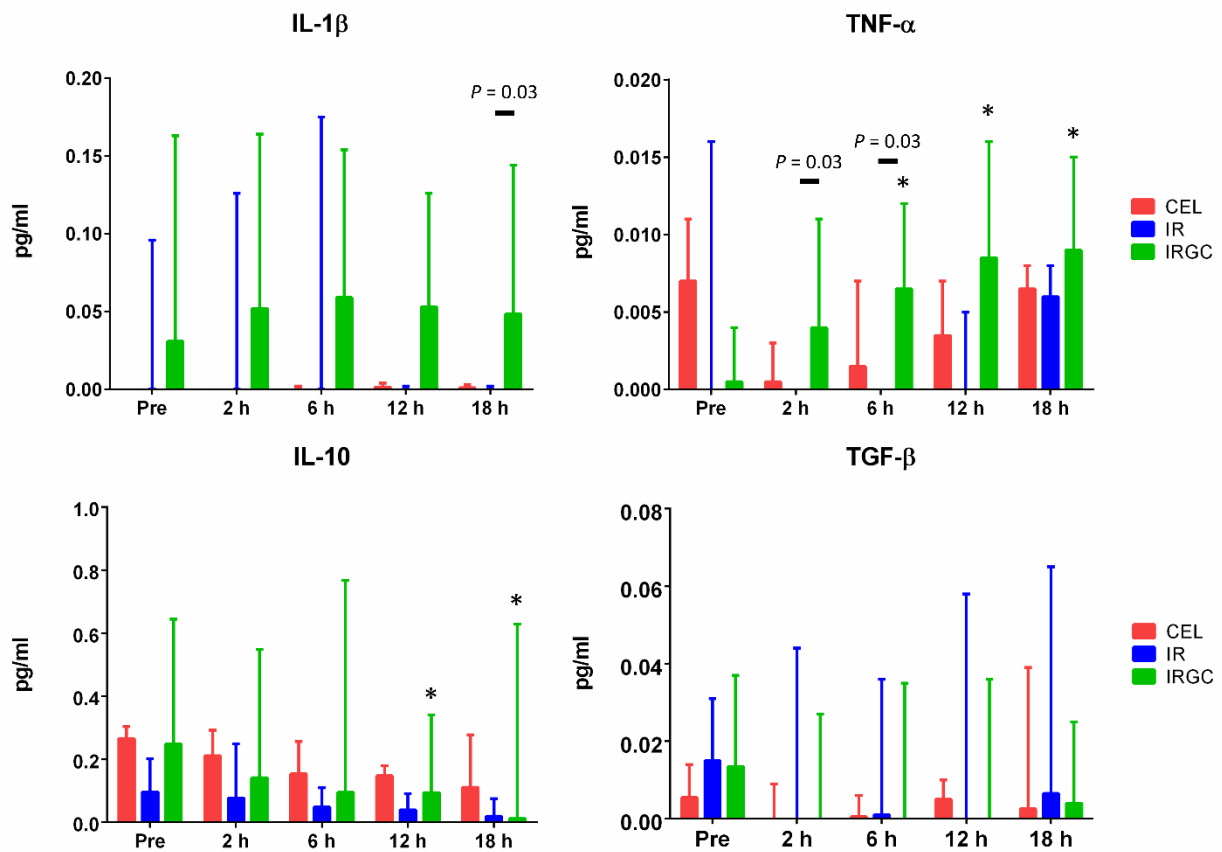 IL-1β
pg/ml
0.20
0.15
0.10
0.05
0.00
P = 0.03
Pre 2 h 6 h 12 h 18 h
TNF-α
pg/ml
0.020
0.015
0.010
0.005
0.000
P = 0.03
P = 0.03
*
*
*
Pre 2 h 6 h 12 h 18 h
CEL
IR
IRGC
IL-10
pg/ml
1.0
0.8
0.6
0.4
0.2
0.0
*
*
Pre 2 h 6 h 12 h 18 h
TGF-β
pg/ml
0.08
0.06
0.04
0.02
0.00
Pre 2 h 6 h 12 h 18 h
CEL
IR
IRGC